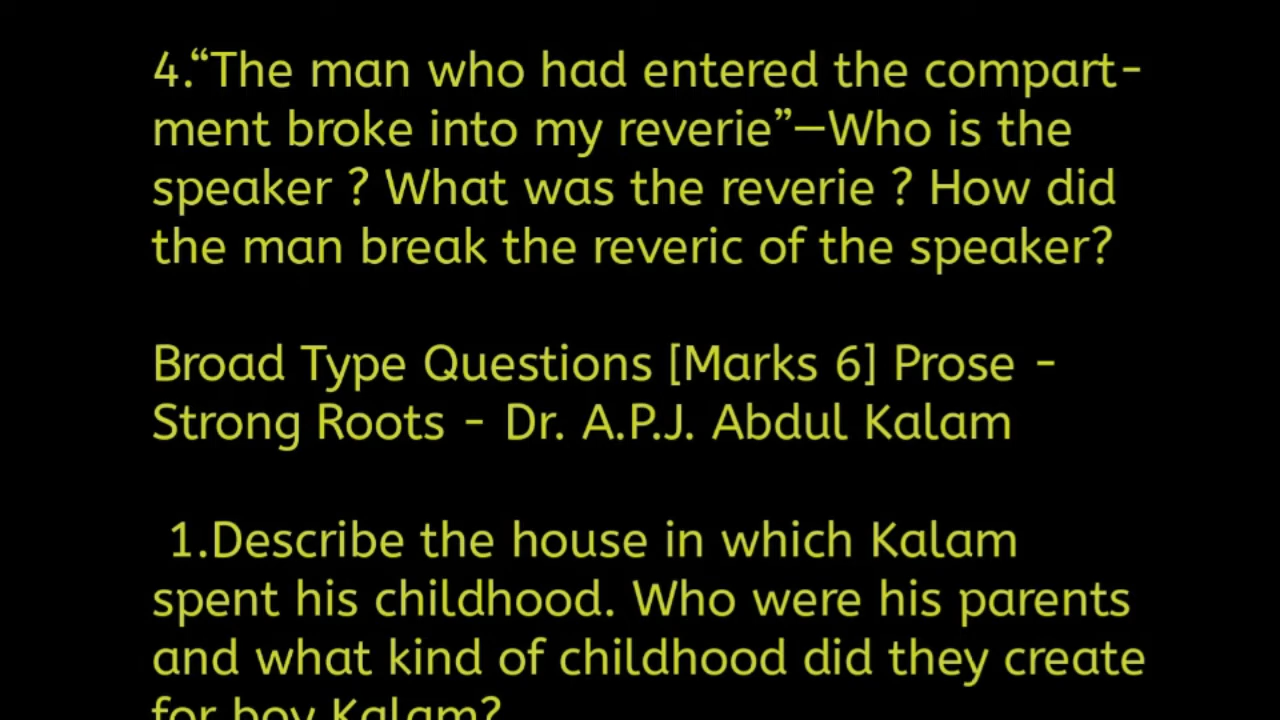 4.“The man who had entered the compart-
ment broke into my reverie”—Who is the
speaker ? What was the reverie ? How did
the man break the reveric of the speaker?
Broad Type Questions [Marks 6] Prose -
Strong Roots - Dr. A.P.J. Abdul Kalam
1.Describe the house in which Kalam
spent his childhood. Who were his parents
and what kind of childhood did they create
for boy Kalam?